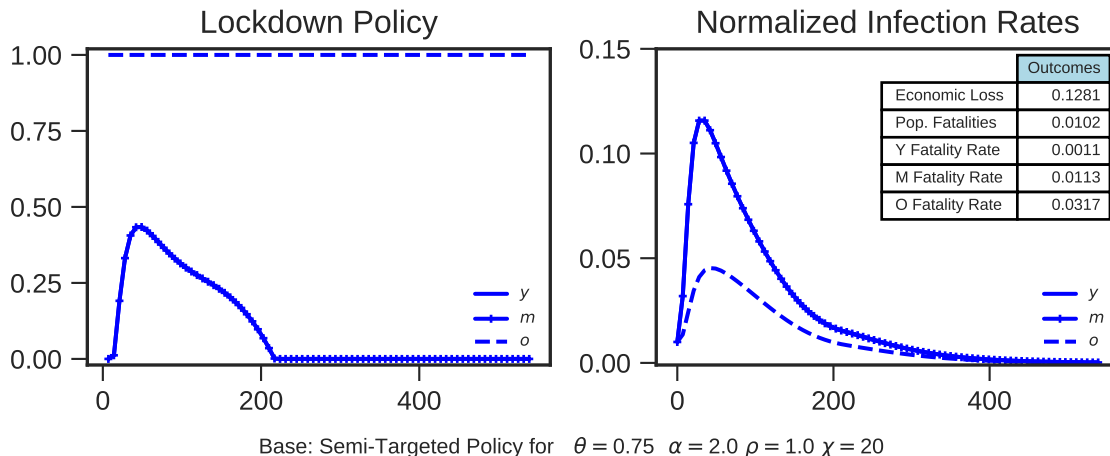 Lockdown Policy
1.00
0.75
0.50
0.25
0.00
0
200
400
y
m
o
Normalized Infection Rates
0.15
0.10
0.05
0.00
0
200
400
Outcomes
Economic Loss 0.1281
Pop. Fatalities 0.0102
Y Fatality Rate 0.0011
M Fatality Rate 0.0113
O Fatality Rate 0.0317
y
m
o
Base: Semi-Targeted Policy for θ = 0.75 α = 2.0 ρ = 1.0 χ = 20